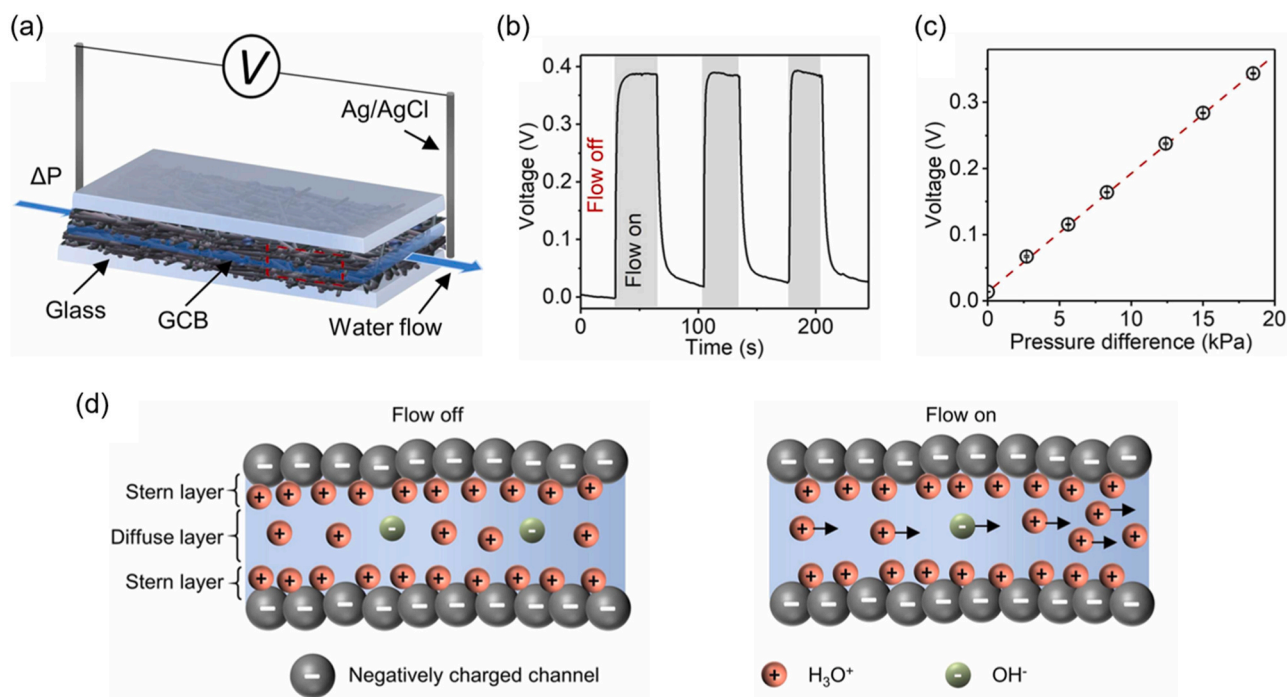 (a)
V
Ag/AgCl
ΔP
Glass
GCB
Water flow
(b)
Voltage (V)
0.4
0.3
0.2
0.1
0.0
Flow off
Flow on
0
100
200
Time (s)
(c)
Voltage (V)
0.3
0.2
0.1
0.0
0
5
10
15
20
Pressure difference (kPa)
(d)
Flow off
Flow on
Stern layer
Diffuse layer
Stern layer
Negatively charged channel
H₃O⁺
OH⁻